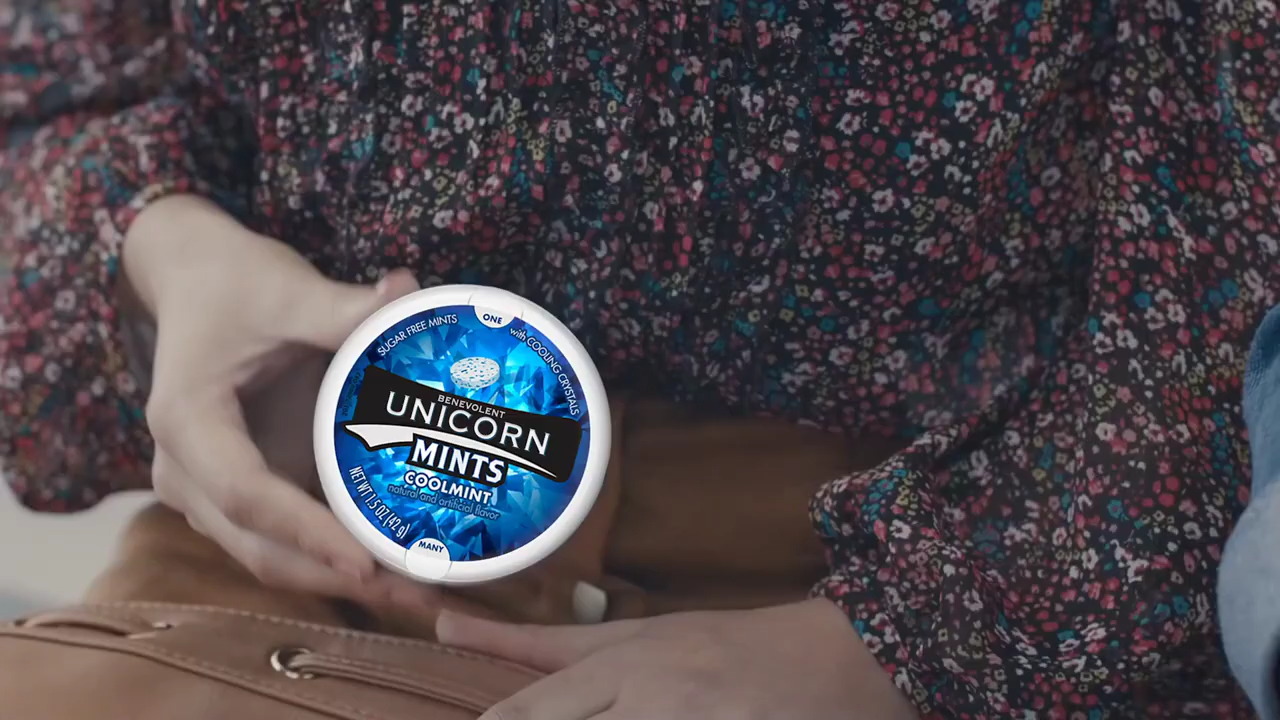 ONE
SUGAR FREE MINTS
with COOLING CRYSTALS
BENEVOLENT
UNICORN
MINTS
COOLMINT
natural and artificial flavor
NET WT 1.5 OZ (42 g)
MANY